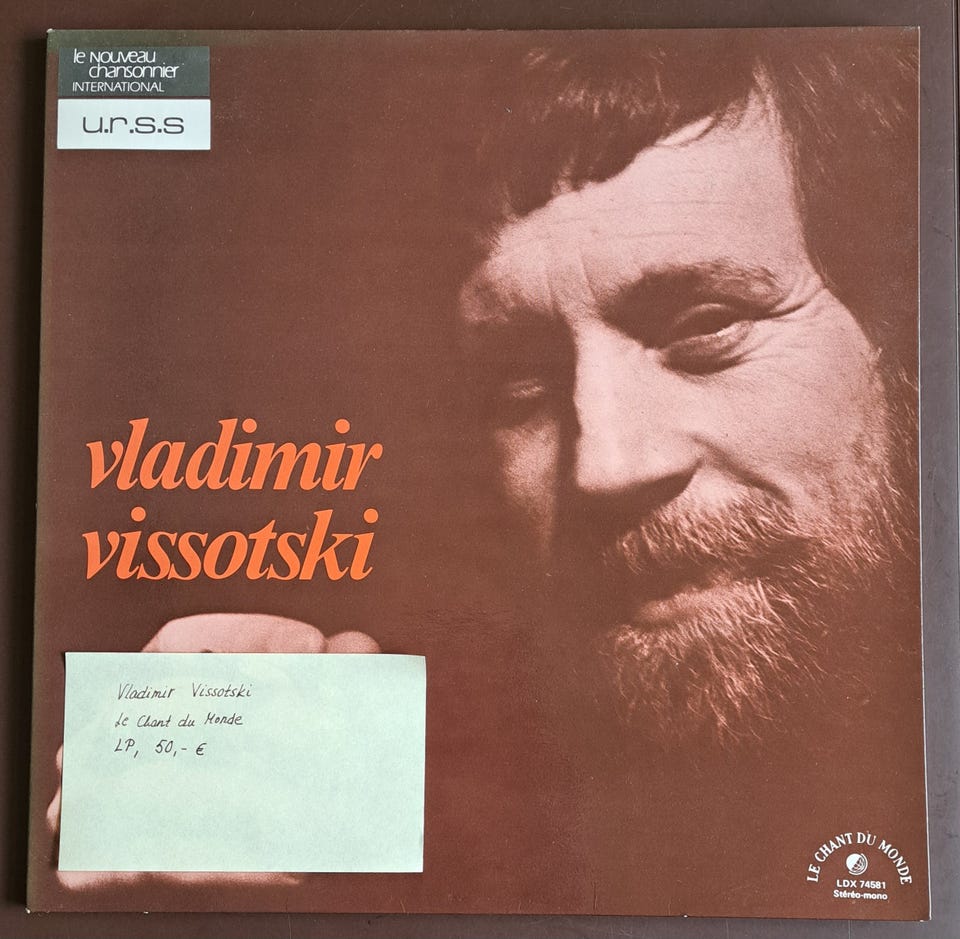 le NOUVEAU
chansonnier
INTERNATIONAL
u.r.s.s
vladimir
vissotski
Vladimir Vissotski
Le Chant du Monde
LP, 50,- €
LE CHANT DU MONDE
LDX 74581
Stéréo-mono